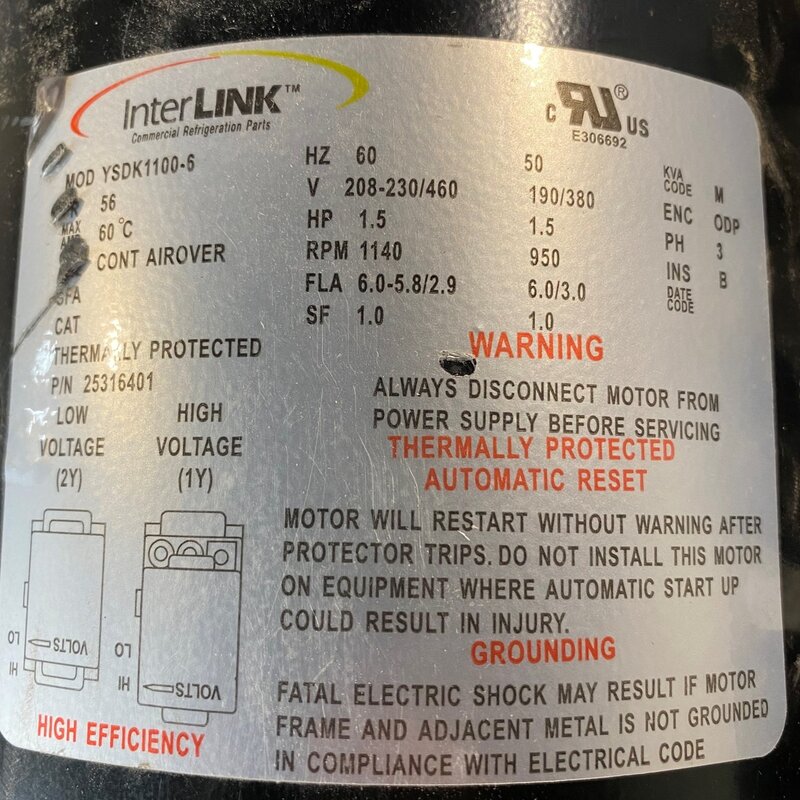 InterLINK™
Commercial Refrigeration Parts
C RU® US
E306692
MOD YSDK1100-6 HZ 60 50 KVA CODE M
56 V 208-230/460 190/380 ENC ODP
MAX 60°C HP 1.5 1.5 PH 3
CONT AIROVER RPM 1140 950 INS B
SFA FLA 6.0-5.8/2.9 6.0/3.0 DATE CODE
CAT SF 1.0 1.0
THERMALLY PROTECTED
P/N 25316401
WARNING
ALWAYS DISCONNECT MOTOR FROM
POWER SUPPLY BEFORE SERVICING
THERMALLY PROTECTED
AUTOMATIC RESET
LOW HIGH
VOLTAGE VOLTAGE
(2Y) (1Y)
MOTOR WILL RESTART WITHOUT WARNING AFTER
PROTECTOR TRIPS. DO NOT INSTALL THIS MOTOR
ON EQUIPMENT WHERE AUTOMATIC START UP
COULD RESULT IN INJURY.
LO VOLTS HI
LO VOLTS HI
GROUNDING
FATAL ELECTRIC SHOCK MAY RESULT IF MOTOR
FRAME AND ADJACENT METAL IS NOT GROUNDED
IN COMPLIANCE WITH ELECTRICAL CODE
HIGH EFFICIENCY